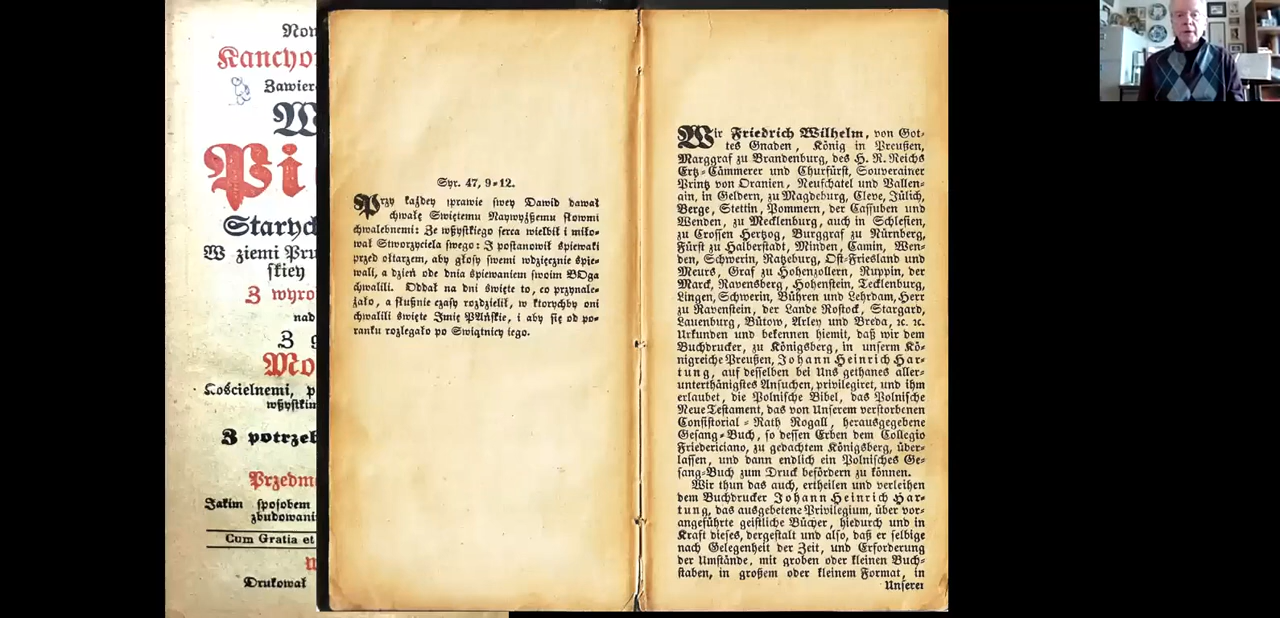 Kancyo
Zawier
W
Pi
Starych
W ziemi Pru
skiey
Z wyro
nad
Z
Mo
Kościelnemi, p
wßystkim
Z potrzeb
Przedm
Jakim sposobem
zbudowani
Cum Gratia et
Drukował
Syr. 47, 9-12.
Przy każdey sprawie swey Dawid dawał
chwałę Swiętemu Naywyżßemu słowmi
chwalebnemi: Ze wßystkiego serca wielbił i miło-
wał Stworzyciela swego: I postanowił śpiewaki
przed ołtarzem, aby głosy swemi wdzięcznie śpie-
wali, a dzień ode dnia śpiewaniem swoim BOga
chwalili. Oddał na dni święte to, co przynale-
żało, a słußnie czasy rozdzielił, w ktorychby oni
chwalili święte Jmię PAńskie, i aby się od po-
ranku rozlegało po Swiątnicy iego.
Wir Friedrich Wilhelm, von Got-
tes Gnaden, König in Preußen,
Marggraf zu Brandenburg, des H. R. Reichs
Ertz-Cämmerer und Churfürst, Souverainer
Printz von Oranien, Neufchatel und Vallen-
ain, in Geldern, zu Magdeburg, Cleve, Jülich,
Berge, Stettin, Pommern, der Cassuben und
Wenden, zu Mecklenburg, auch in Schlesien,
zu Crossen Hertzog, Burggraf zu Nürnberg,
Fürst zu Halberstadt, Minden, Camin, Wen-
den, Schwerin, Ratzeburg, Ost-Friesland und
Meurs, Graf zu Hohenzollern, Ruppin, der
Marck, Ravensberg, Hohenstein, Tecklenburg,
Lingen, Schwerin, Bühren und Lehrdam, Herr
zu Ravenstein, der Lande Rostock, Stargard,
Lauenburg, Bütow, Arley und Breda, ꝛc. ꝛc.
Urkunden und bekennen hiemit, daß wir dem
Buchdrucker, zu Königsberg, in unserm Kö-
nigreiche Preußen, Johann Heinrich Har-
tung, auf desselben bei Uns gethanes aller-
unterthänigstes Ansuchen, privilegiret, und ihm
erlaubet, die Polnische Bibel, das Polnische
Neue Testament, das von Unserem verstorbenen
Consistorial-Rath Rogall, herausgegebene
Gesang-Buch, so dessen Erben dem Collegio
Friedericiano, zu gedachtem Königsberg, über-
lassen, und dann endlich ein Polnisches Ge-
sang-Buch zum Druck befördern zu können.
Wir thun das auch, ertheilen und verleihen
dem Buchdrucker Johann Heinrich Har-
tung, das ausgebetene Privilegium, über vor-
angeführte geistliche Bücher, hiedurch und in
Kraft dieses, dergestalt und also, daß er selbige
nach Gelegenheit der Zeit, und Erforderung
der Umstände, mit groben oder kleinen Buch-
staben, in großem oder kleinem Format, in
Unserer